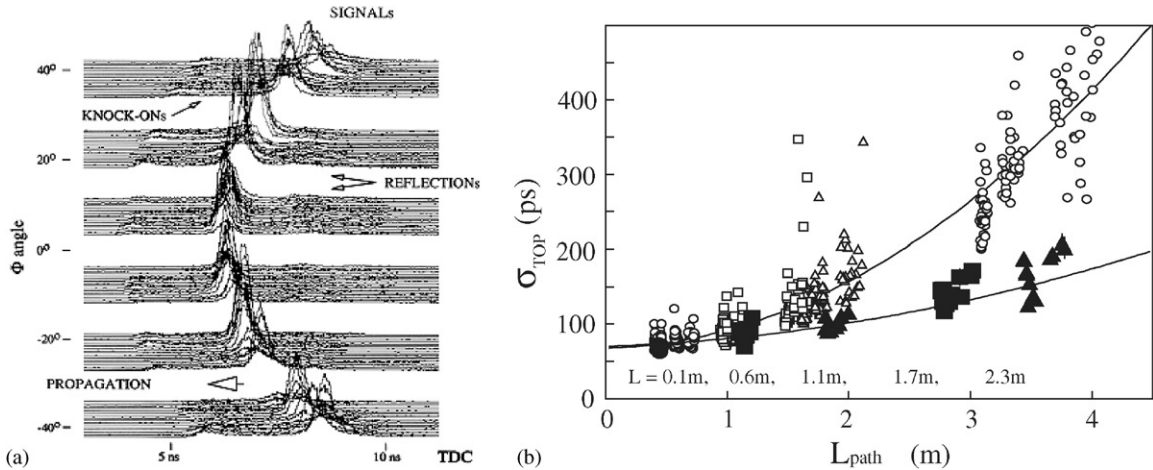 SIGNALs
40°
KNOCK-ONs
20°
REFLECTIONs
Φ angle
0°
-20°
PROPAGATION
-40°
(a)
5 ns
10 ns
TDC
σTOP (ps)
400
300
200
100
0
L = 0.1m, 0.6m, 1.1m, 1.7m, 2.3m
0
1
2
3
4
(b)
Lpath (m)